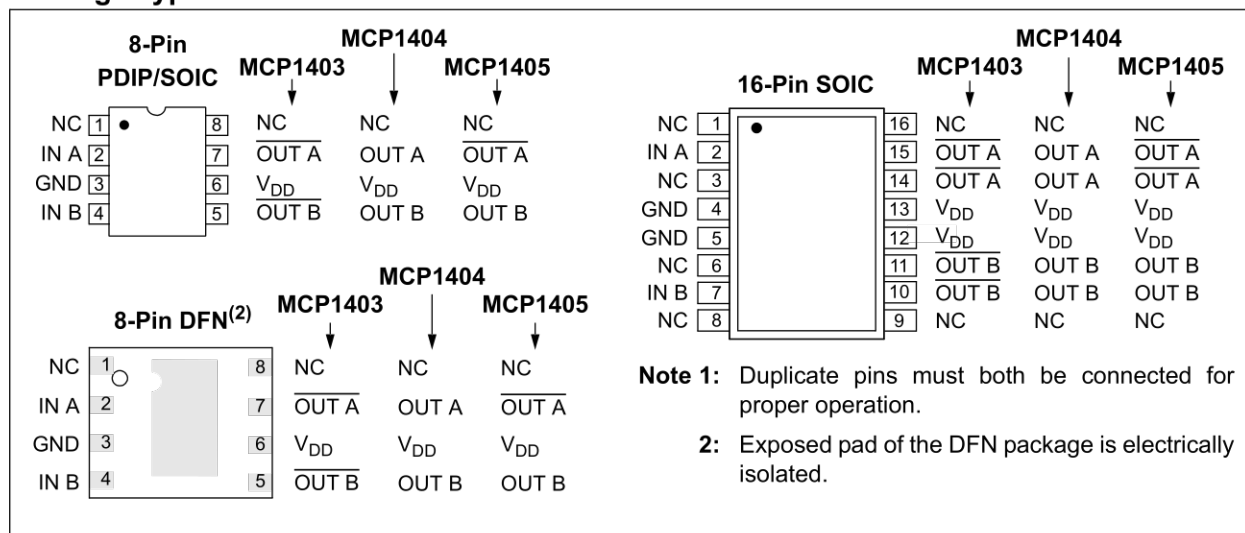 8-Pin
PDIP/SOIC
MCP1403
MCP1404
MCP1405
NC 1 8 NC NC NC
IN A 2 7 OUT A OUT A OUT A
GND 3 6 VDD VDD VDD
IN B 4 5 OUT B OUT B OUT B
8-Pin DFN(2)
MCP1403
MCP1404
MCP1405
NC 1 8 NC NC NC
IN A 2 7 OUT A OUT A OUT A
GND 3 6 VDD VDD VDD
IN B 4 5 OUT B OUT B OUT B
16-Pin SOIC
MCP1403
MCP1404
MCP1405
NC 1 16 NC NC NC
IN A 2 15 OUT A OUT A OUT A
NC 3 14 OUT A OUT A OUT A
GND 4 13 VDD VDD VDD
GND 5 12 VDD VDD VDD
NC 6 11 OUT B OUT B OUT B
IN B 7 10 OUT B OUT B OUT B
NC 8 9 NC NC NC
Note 1: Duplicate pins must both be connected for
proper operation.
2: Exposed pad of the DFN package is electrically
isolated.